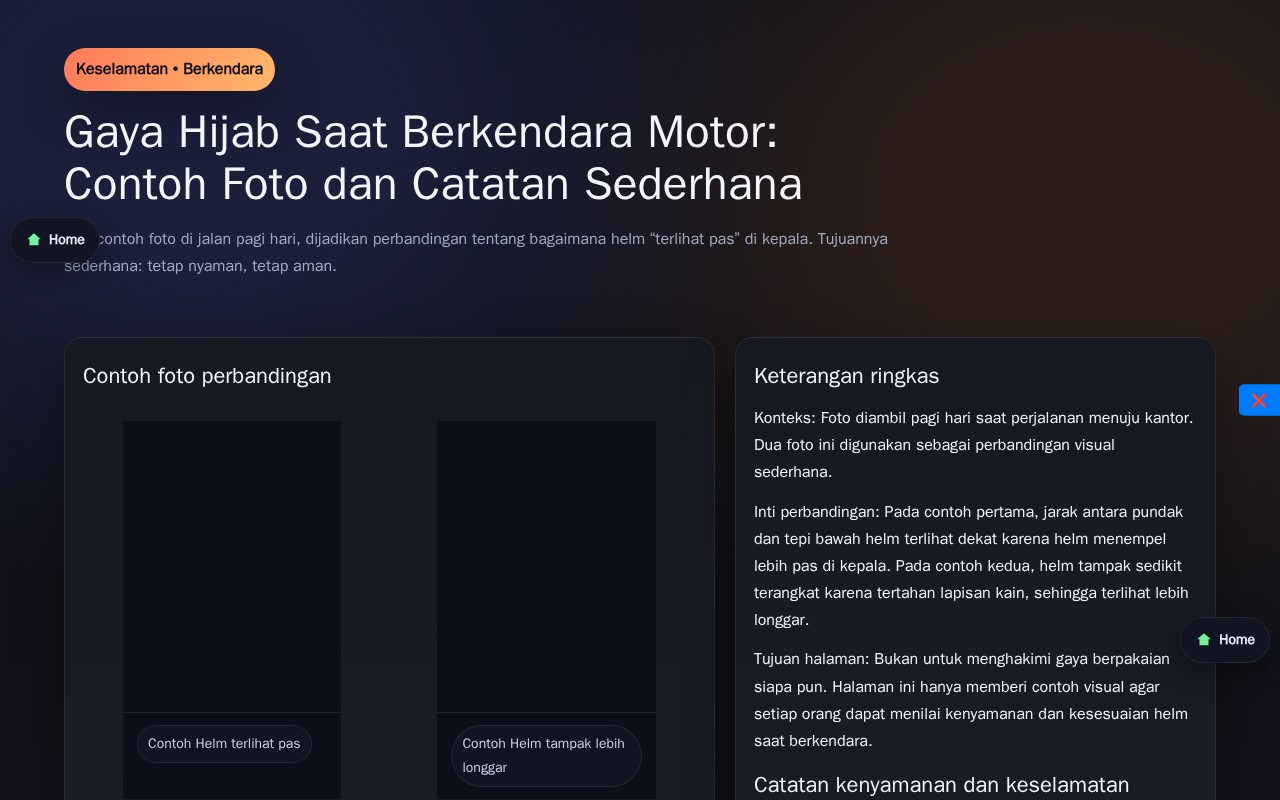 Keselamatan • Berkendara
Gaya Hijab Saat Berkendara Motor:
Contoh Foto dan Catatan Sederhana
contoh foto di jalan pagi hari, dijadikan perbandingan tentang bagaimana helm “terlihat pas” di kepala. Tujuannya
sederhana: tetap nyaman, tetap aman.
Home
Contoh foto perbandingan
Contoh Helm terlihat pas
Contoh Helm tampak lebih
longgar
Keterangan ringkas
Konteks: Foto diambil pagi hari saat perjalanan menuju kantor.
Dua foto ini digunakan sebagai perbandingan visual
sederhana.
Inti perbandingan: Pada contoh pertama, jarak antara pundak
dan tepi bawah helm terlihat dekat karena helm menempel
lebih pas di kepala. Pada contoh kedua, helm tampak sedikit
terangkat karena tertahan lapisan kain, sehingga terlihat lebih
longgar.
Home
Tujuan halaman: Bukan untuk menghakimi gaya berpakaian
siapa pun. Halaman ini hanya memberi contoh visual agar
setiap orang dapat menilai kenyamanan dan kesesuaian helm
saat berkendara.
Catatan kenyamanan dan keselamatan